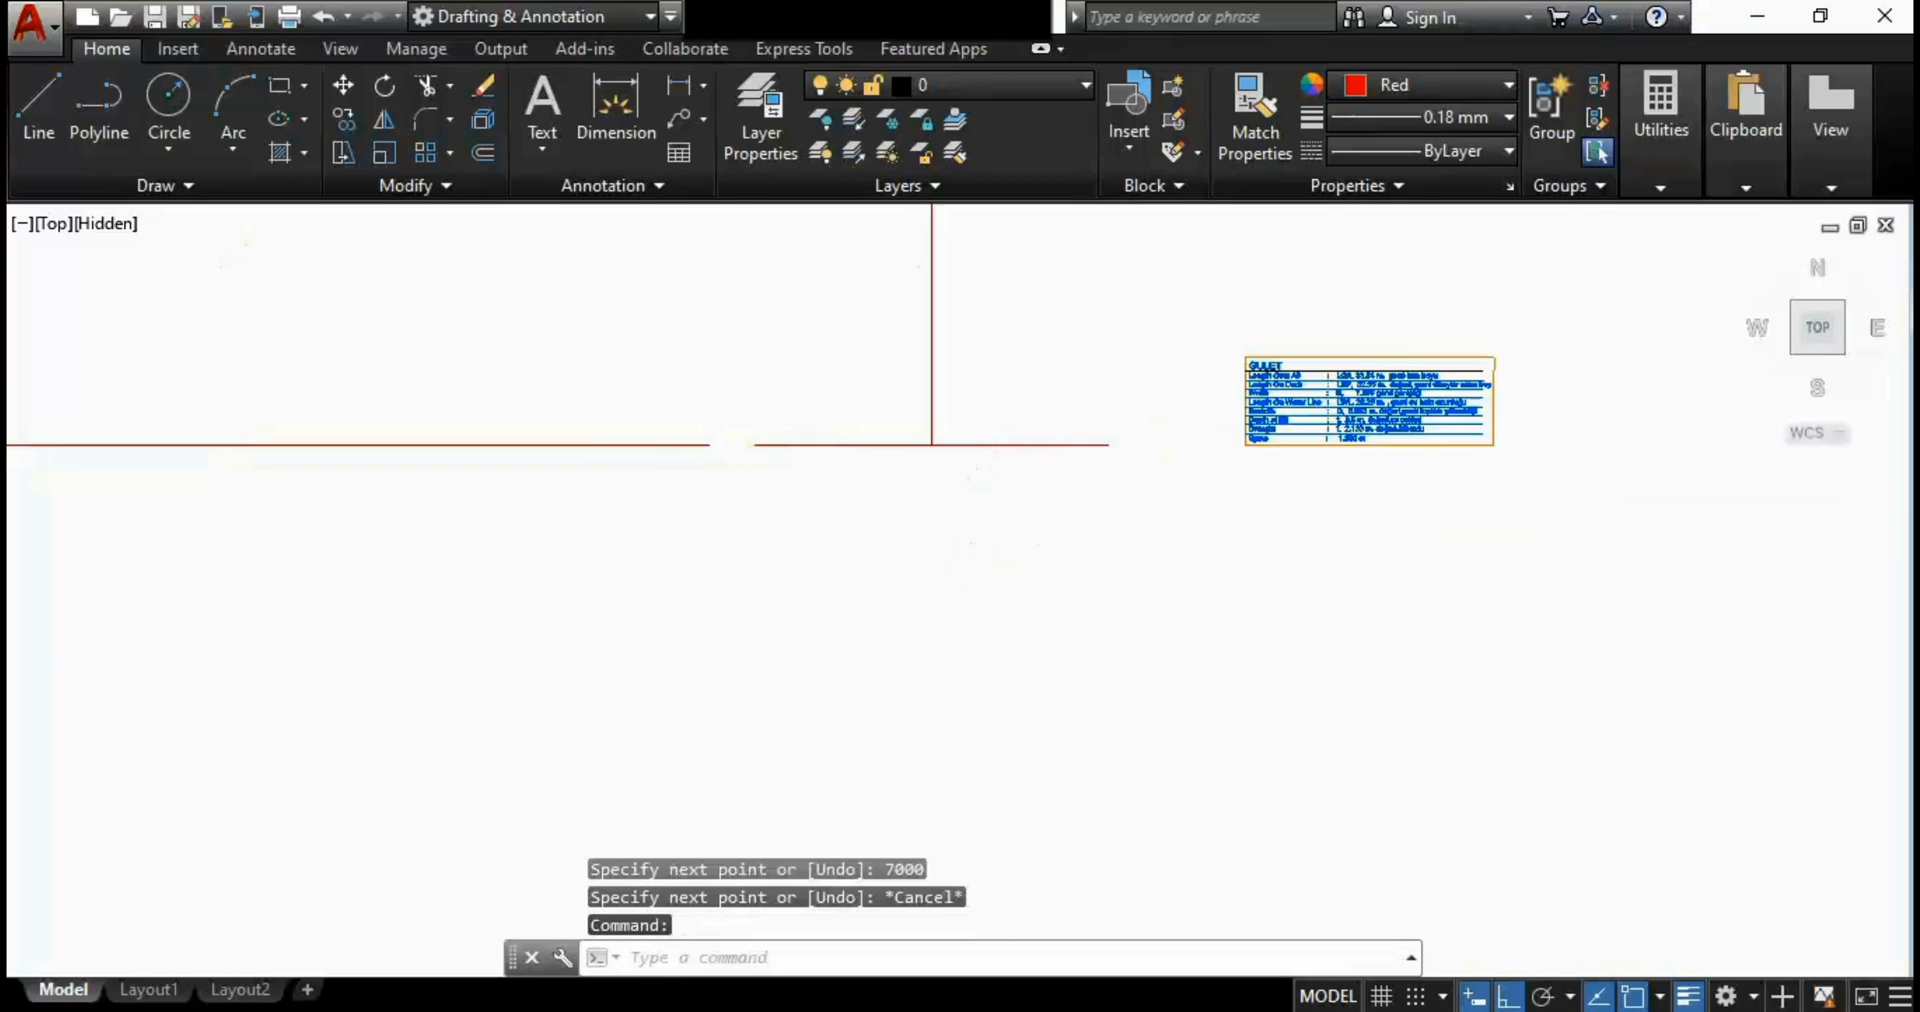 Drafting & Annotation
Type a keyword or phrase
Sign In
Home Insert Annotate View Manage Output Add-ins Collaborate Express Tools Featured Apps
0
Red
0.18 mm
ByLayer
Line Polyline Circle Arc
Text Dimension
Layer Properties
Insert
Match Properties
Group
Utilities
Clipboard
View
Draw Modify Annotation Layers Block Properties Groups
[−][Top][Hidden]
N
W TOP E
S
WCS
GULET
Specify next point or [Undo]: 7000
Specify next point or [Undo]: *Cancel*
Command:
Type a command
Model Layout1 Layout2 +
MODEL